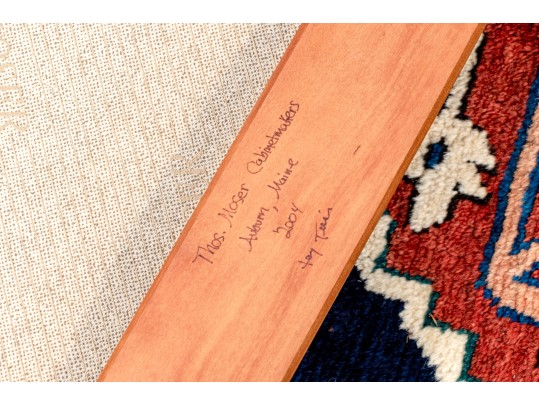 Thos. Moser Cabinetmakers
Auburn, Maine
2004